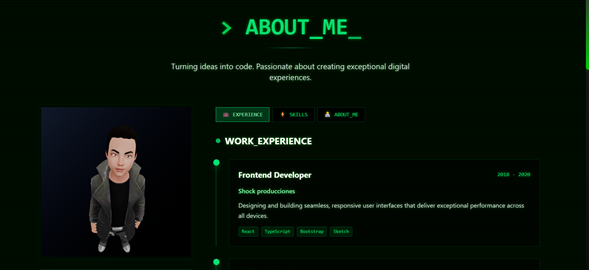 > ABOUT_ME_
Turning ideas into code. Passionate about creating exceptional digital
experiences.
EXPERIENCE
SKILLS
ABOUT_ME
WORK_EXPERIENCE
Frontend Developer
2018 - 2020
Shock producciones
Designing and building seamless, responsive user interfaces that deliver exceptional performance across
all devices.
React TypeScript Bootstrap Sketch